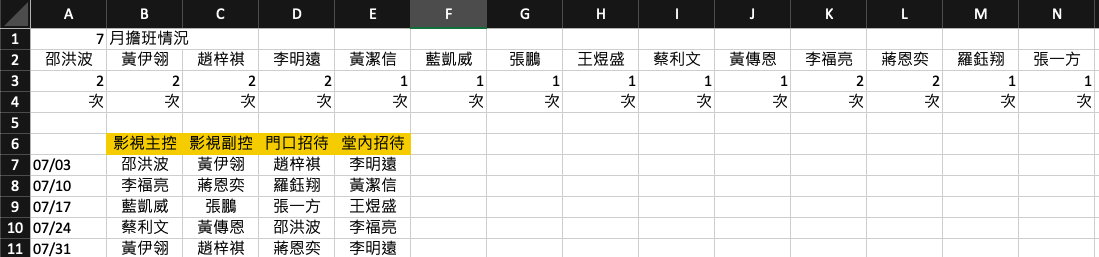 A B C D E F G H I J K L M N
1 7 月擔班情況
2 邵洪波 黃伊翎 趙梓祺 李明遠 黃潔信 藍凱威 張鵬 王煜盛 蔡利文 黃傳恩 李福亮 蔣恩奕 羅鈺翔 張一方
3 2 2 2 2 1 1 1 1 1 1 2 2 1 1
4 次 次 次 次 次 次 次 次 次 次 次 次 次 次
5
6 影視主控 影視副控 門口招待 堂內招待
7 07/03 邵洪波 黃伊翎 趙梓祺 李明遠
8 07/10 李福亮 蔣恩奕 羅鈺翔 黃潔信
9 07/17 藍凱威 張鵬 張一方 王煜盛
10 07/24 蔡利文 黃傳恩 邵洪波 李福亮
11 07/31 黃伊翎 趙梓祺 蔣恩奕 李明遠